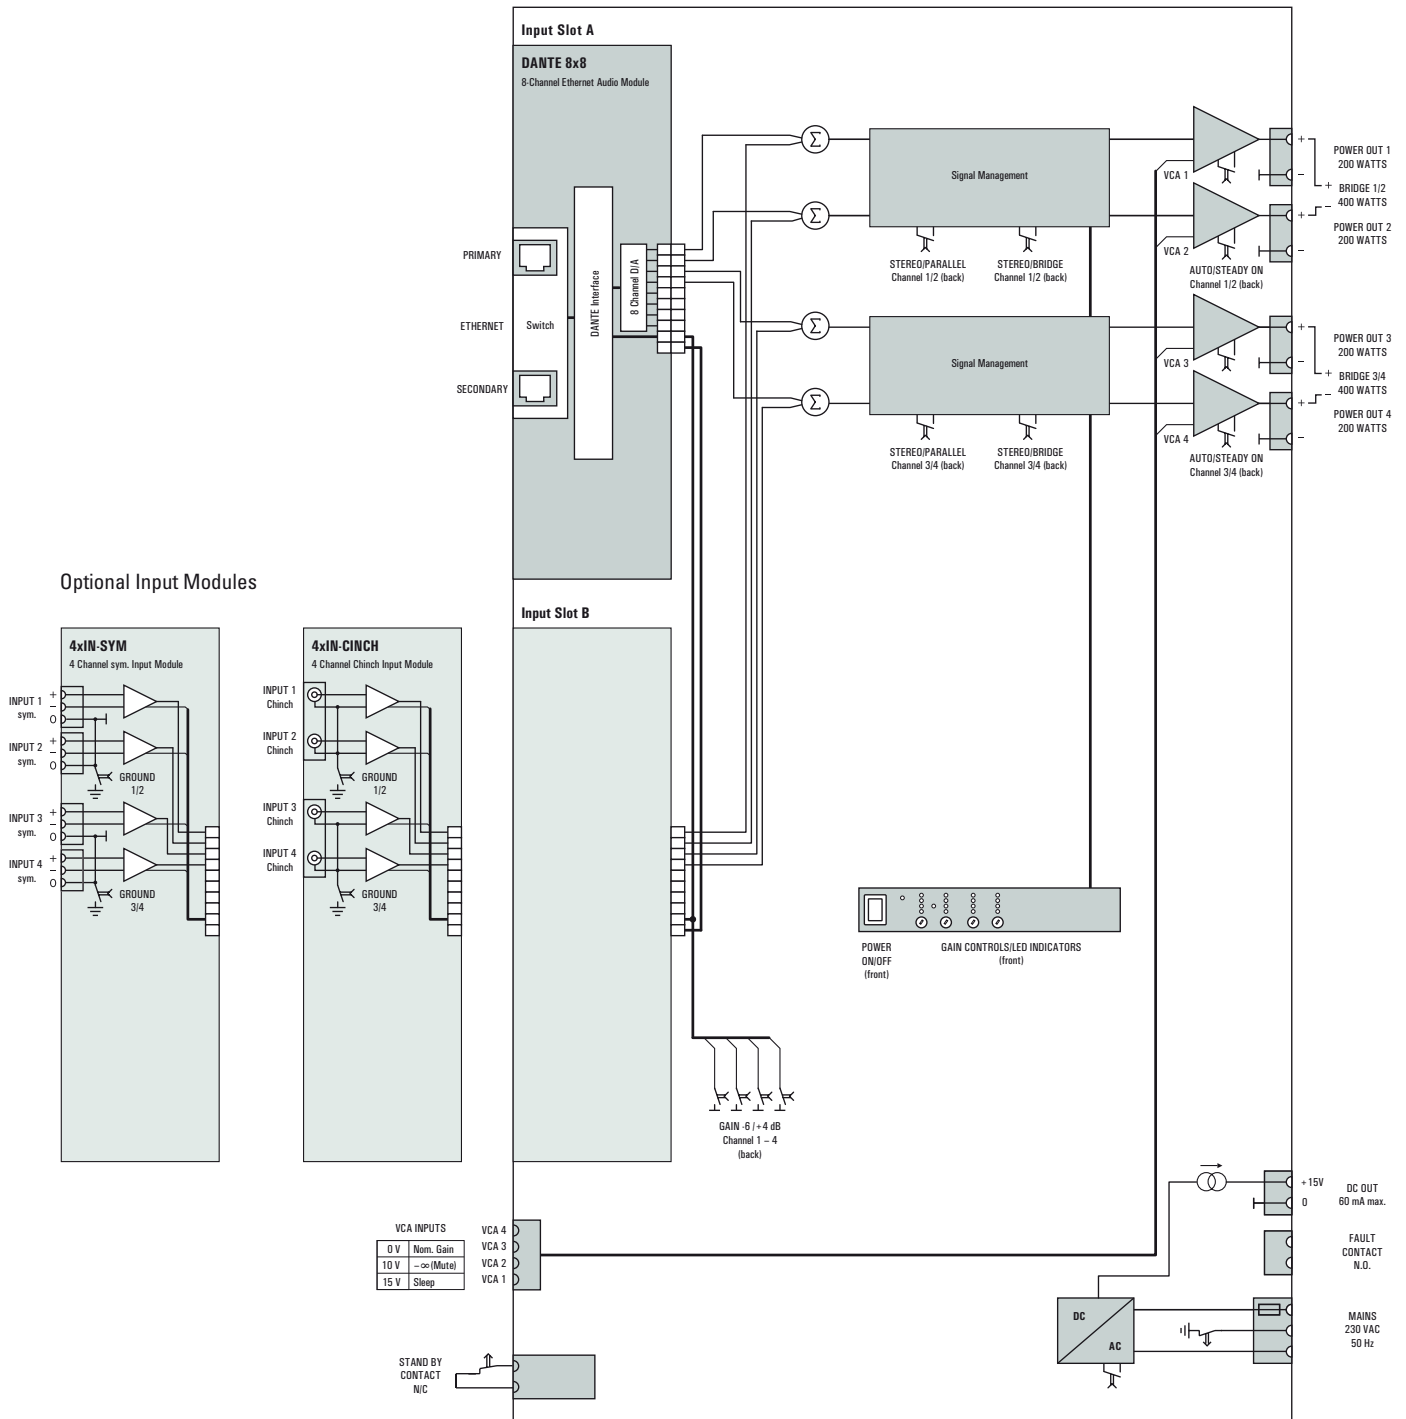 Input Slot A
DANTE 8x8
8-Channel Ethernet Audio Module
PRIMARY
ETHERNET
Switch
SECONDARY
DANTE Interface
8 Channel D/A
Σ
Σ
Σ
Σ
Signal Management
STEREO/PARALLEL
Channel 1/2 (back)
STEREO/BRIDGE
Channel 1/2 (back)
Signal Management
STEREO/PARALLEL
Channel 3/4 (back)
STEREO/BRIDGE
Channel 3/4 (back)
VCA 1
VCA 2
AUTO/STEADY ON
Channel 1/2 (back)
VCA 3
VCA 4
AUTO/STEADY ON
Channel 3/4 (back)
+
–
+
–
POWER OUT 1
200 WATTS
+ BRIDGE 1/2
– 400 WATTS
POWER OUT 2
200 WATTS
+
–
+
–
POWER OUT 3
200 WATTS
+ BRIDGE 3/4
– 400 WATTS
POWER OUT 4
200 WATTS
Optional Input Modules
4xIN-SYM
4 Channel sym. Input Module
INPUT 1
sym.
+
–
0
INPUT 2
sym.
+
–
0
GROUND
1/2
INPUT 3
sym.
+
–
0
INPUT 4
sym.
+
–
0
GROUND
3/4
4xIN-CINCH
4 Channel Chinch Input Module
INPUT 1
Chinch
INPUT 2
Chinch
GROUND
1/2
INPUT 3
Chinch
INPUT 4
Chinch
GROUND
3/4
Input Slot B
POWER
ON/OFF
(front)
GAIN CONTROLS/LED INDICATORS
(front)
GAIN -6 / +4 dB
Channel 1 – 4
(back)
VCA INPUTS
0 V Nom. Gain
10 V –∞(Mute)
15 V Sleep
VCA 4
VCA 3
VCA 2
VCA 1
STAND BY
CONTACT
N/C
+15V
0
DC OUT
60 mA max.
FAULT
CONTACT
N.O.
DC
AC
MAINS
230 VAC
50 Hz